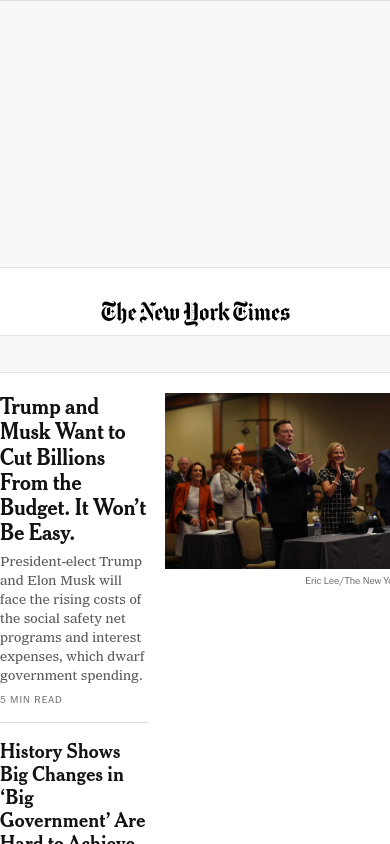 The New York Times
Trump and
Musk Want to
Cut Billions
From the
Budget. It Won’t
Be Easy.
President-elect Trump
and Elon Musk will
face the rising costs of
the social safety net
programs and interest
expenses, which dwarf
government spending.
5 MIN READ
Eric Lee/The New Yo
History Shows
Big Changes in
‘Big
Government’ Are
Hard to Achieve